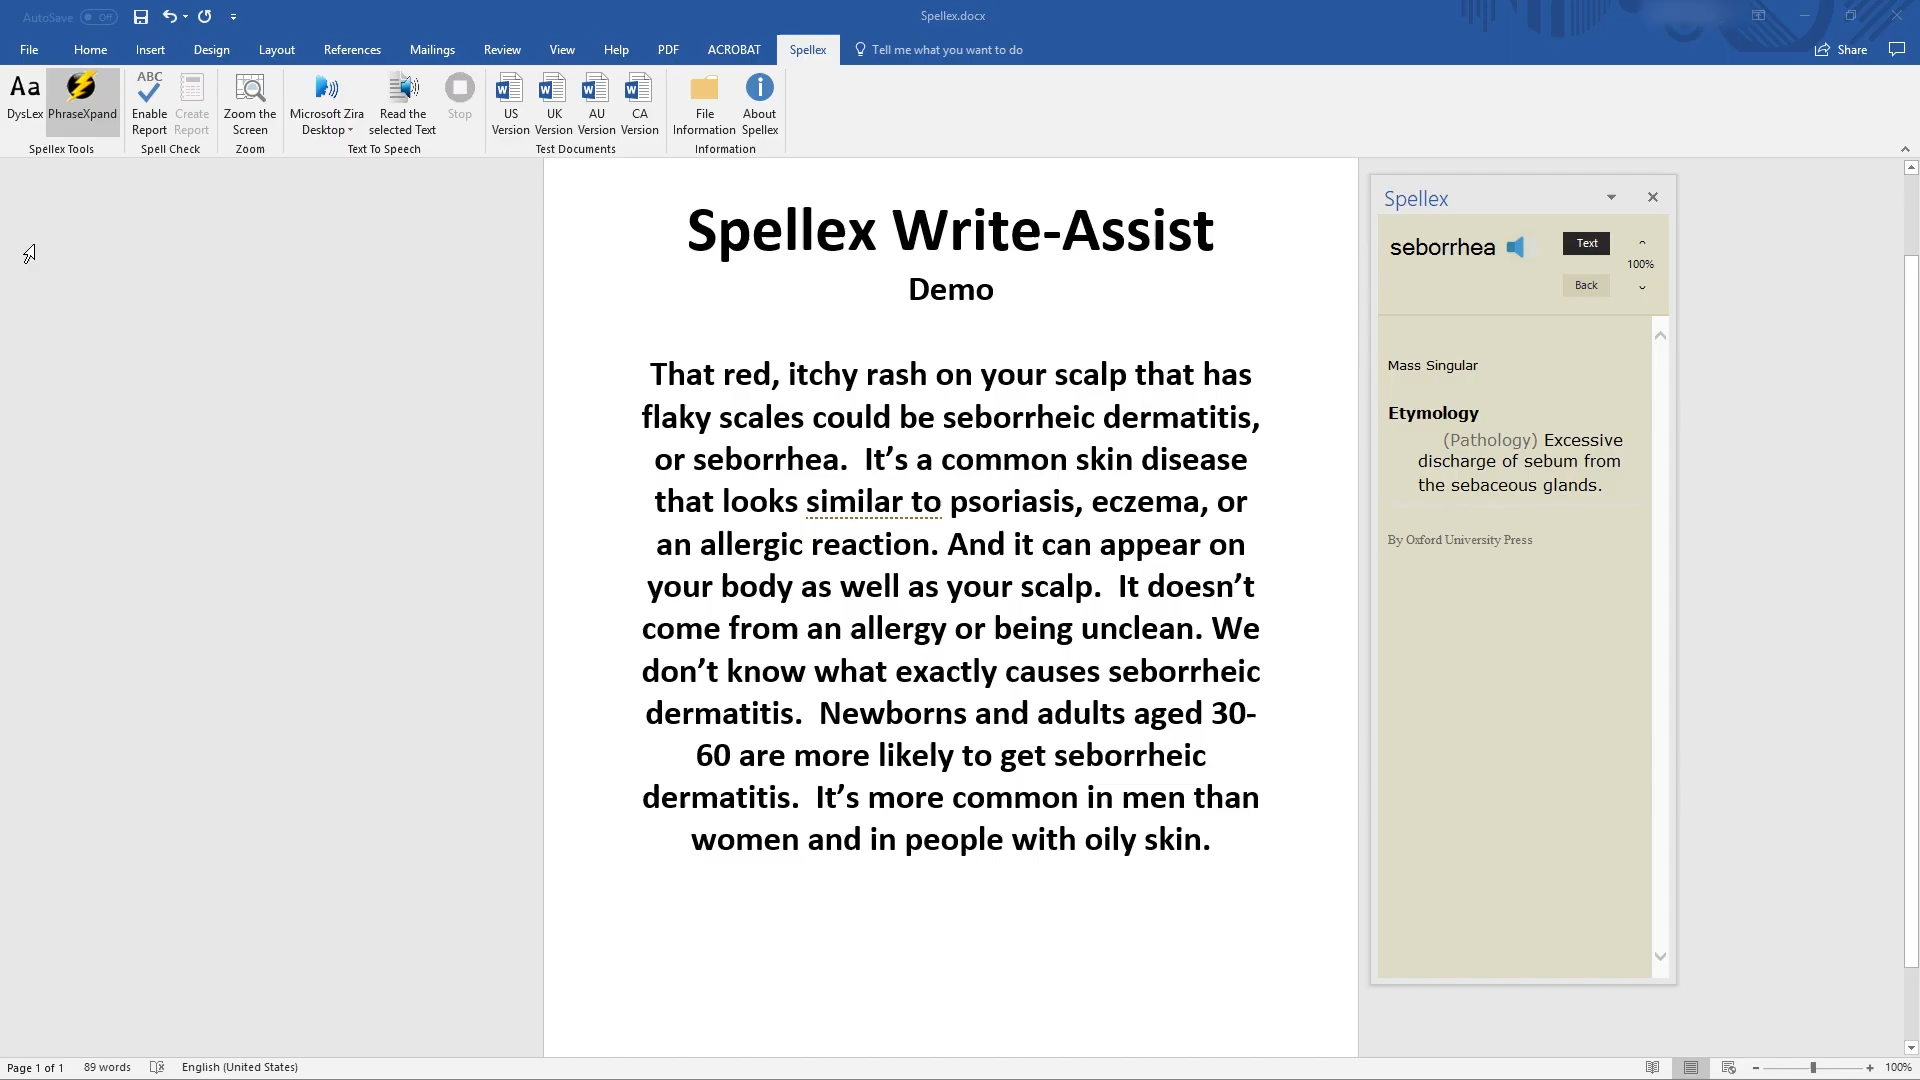 AutoSave Off
Spellex.docx
File Home Insert Design Layout References Mailings Review View Help PDF ACROBAT Spellex Tell me what you want to do Share
Aa
DysLex
PhraseXpand
Spellex Tools
ABC
Enable Report
Create Report
Spell Check
Zoom the Screen
Zoom
Microsoft Zira Desktop
Read the selected Text
Stop
Text To Speech
US Version
UK Version
AU Version
CA Version
Test Documents
File Information
About Spellex
Information
Spellex Write-Assist
Demo
That red, itchy rash on your scalp that has
flaky scales could be seborrheic dermatitis,
or seborrhea.  It’s a common skin disease
that looks similar to psoriasis, eczema, or
an allergic reaction. And it can appear on
your body as well as your scalp.  It doesn’t
come from an allergy or being unclean. We
don’t know what exactly causes seborrheic
dermatitis.  Newborns and adults aged 30-
60 are more likely to get seborrheic
dermatitis.  It’s more common in men than
women and in people with oily skin.
Spellex
seborrhea
Text
100%
Back
Mass Singular
Etymology
(Pathology) Excessive
discharge of sebum from
the sebaceous glands.
By Oxford University Press
Page 1 of 1 89 words English (United States) 100%